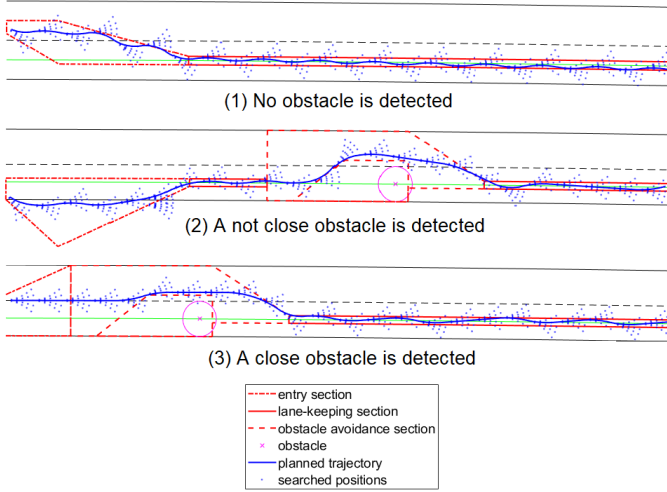 (1) No obstacle is detected
(2) A not close obstacle is detected
(3) A close obstacle is detected
entry section
lane-keeping section
obstacle avoidance section
obstacle
planned trajectory
searched positions